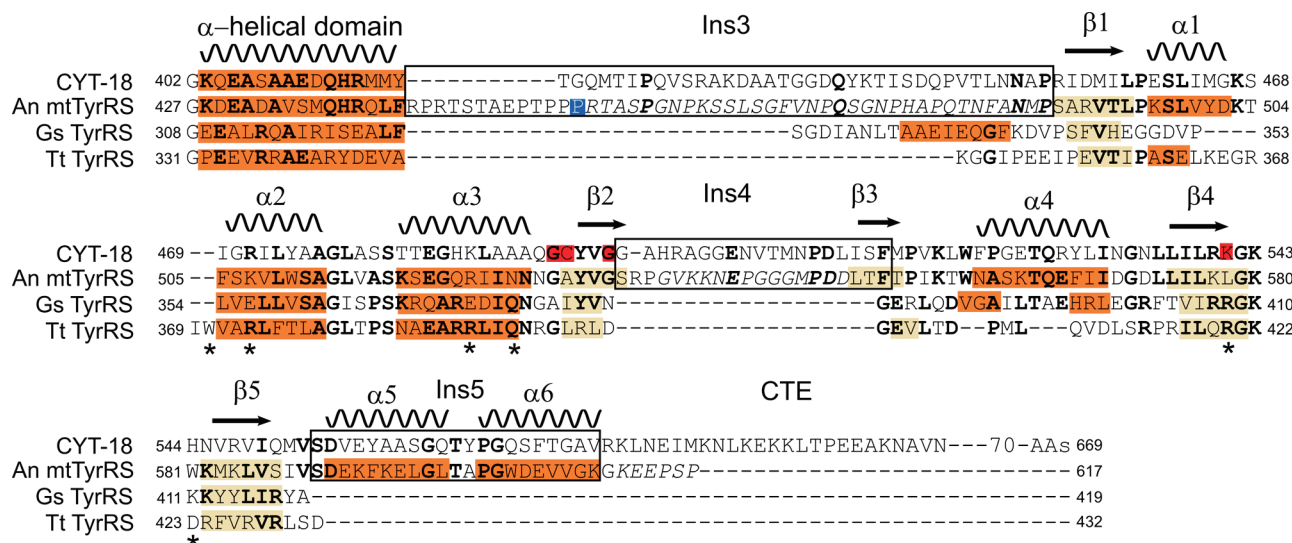 α–helical domain Ins3 β1 α1
CYT-18 402 GKQEASAAEDQHRMMY-----------TGQMTIPQVSRAKDAATGGDQYKTISDQPVTLNNAPRIDMILPESLIMGKS 468
An mtTyrRS 427 GKDEADAVSMQHRQLFRPRTSTAEPTPPPRTASPGNPKSSLSGFVNPQSGNPHAPQTNFANMPSARVTLPKSLVYDKT 504
Gs TyrRS 308 GEEALRQAIRISEALF------------------------------SGDIANLTAAEIEQGFKDVPSFVHEGGDVP-- 353
Tt TyrRS 331 GPEEVRRAEARYDEVA-------------------------------------------KGGIPEEIPEVTIPASELKEGR 368
α2 α3 β2 Ins4 β3 α4 β4
CYT-18 469 --IGRILYAAGLASSTTEGHKLAAAQGCYVGG-AHRAGGENVTMNPDLISFMPVKLWFPGETQRYLINGNLLILRKGK 543
An mtTyrRS 505 --FSKVLWSAGLVASKSEGQRIINNNGAYVGSSRPGVKKNEPGGGMPDDLTFTPIKTWNASKTQEFIIDGDLLILKLGK 580
Gs TyrRS 354 --LVELLVSAGISPSKRQAREDIQNGAIYVN---------------------GERLQDVGAILTAEHRLEGRFTVIRRGK 410
Tt TyrRS 369 IWVARLFTLAGLTPSNAEARRLIQNRGLRLD---------------------GEVLTD-PML--QVDLSRPRILQRGK 422
* * * * *
β5 α5 Ins5 α6 CTE
CYT-18 544 HNVRVIQMVSDVEYAASGQTYPGQSFTGAVRKLNEIMKNLKEKKLTPEEAKNAVN---70-AAs 669
An mtTyrRS 581 WKMKLVSIVSDEKFKELGLTAPGWDEVVGKGKEEPSP--------------------------- 617
Gs TyrRS 411 KKYYLIRYA------------------------------------------------------- 419
Tt TyrRS 423 DRFVRVRLSD------------------------------------------------------ 432
*